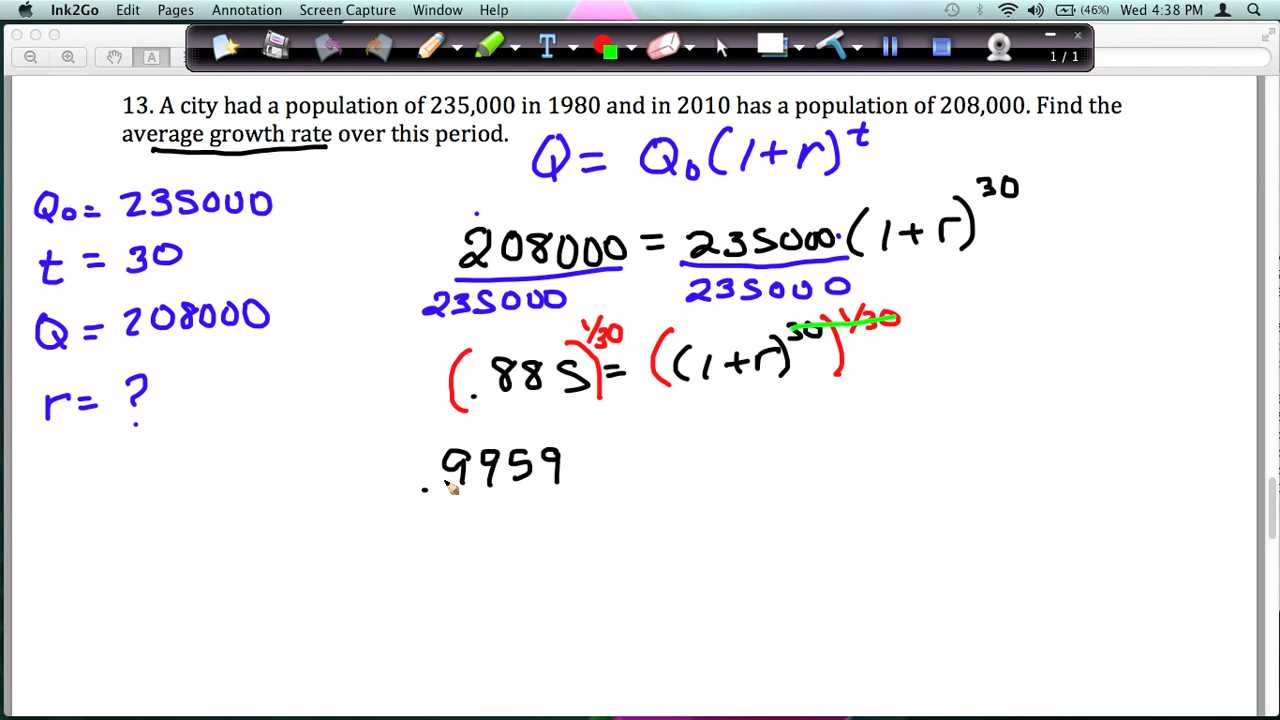 Ink2Go File Edit Pages Annotation Screen Capture Window Help (46%) Wed 4:38 PM
A T 1 / 1
13. A city had a population of 235,000 in 1980 and in 2010 has a population of 208,000. Find the
average growth rate over this period.
Q = Q₀(1+r)^t
Q₀ = 235000
t = 30
Q = 208000
r = ?
208000 = 235000·(1+r)^30
235000 235000
(.885)^1/30 = ((1+r)^30)^1/30
.9959